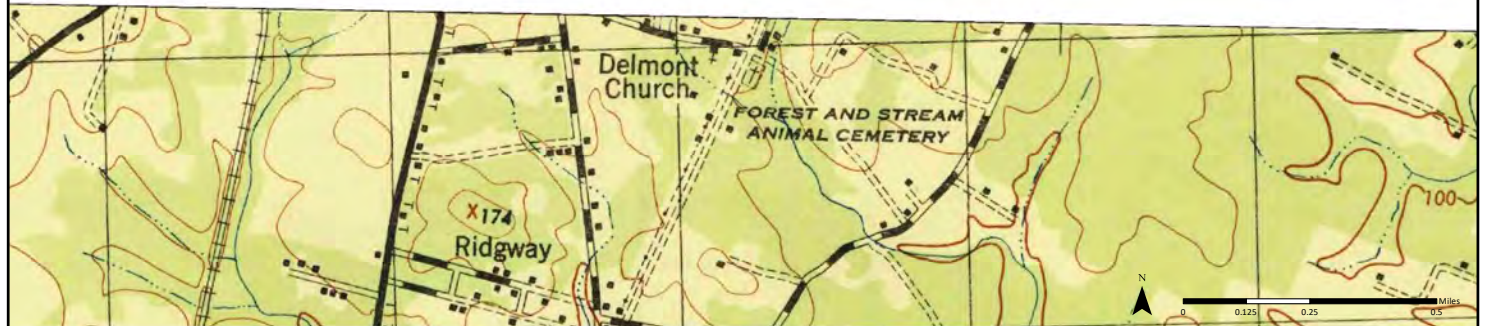 Delmont
Church
FOREST AND STREAM
ANIMAL CEMETERY
X174
Ridgway
100
N
Miles
0 0.125 0.25 0.5